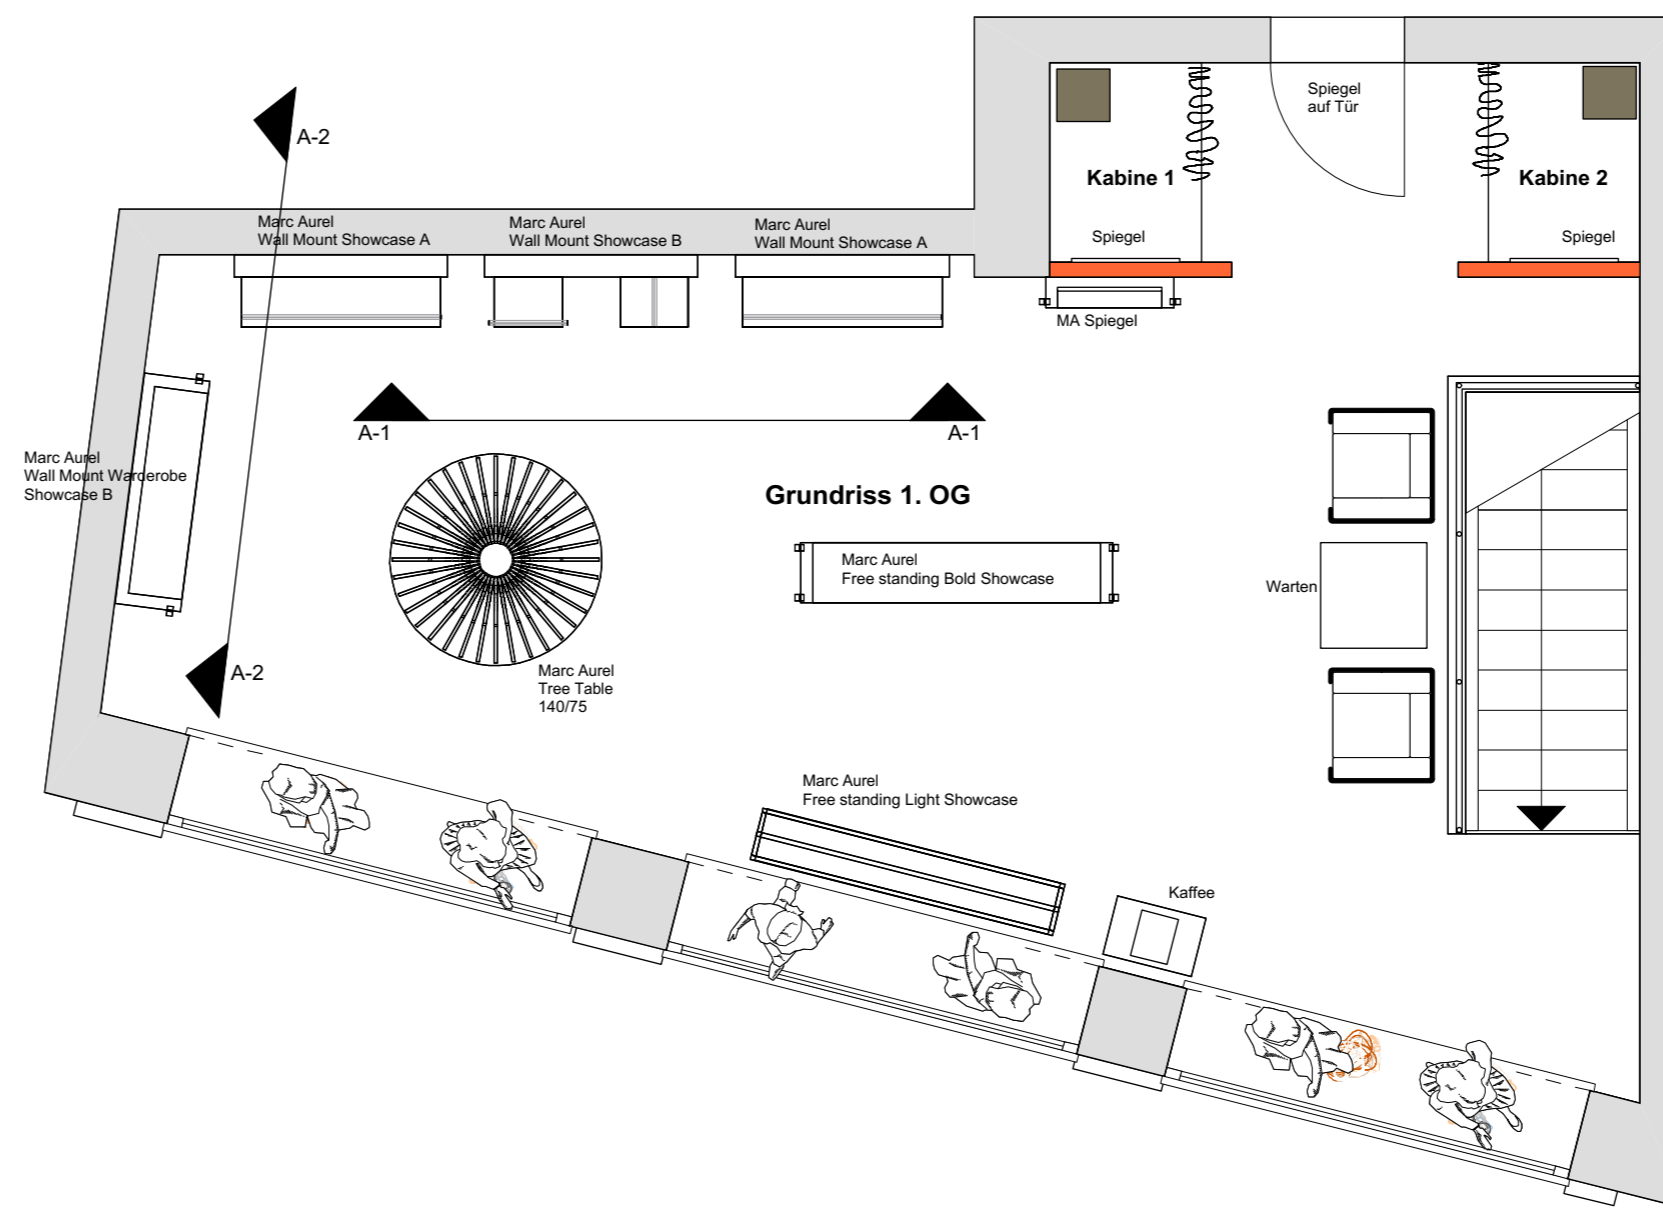 Spiegel
auf Tür
Kabine 1
Kabine 2
Spiegel
Spiegel
MA Spiegel
A-2
Marc Aurel
Wall Mount Showcase A
Marc Aurel
Wall Mount Showcase B
Marc Aurel
Wall Mount Showcase A
A-1
A-1
Marc Aurel
Wall Mount Warderobe
Showcase B
Grundriss 1. OG
Marc Aurel
Free standing Bold Showcase
Warten
A-2
Marc Aurel
Tree Table
140/75
Marc Aurel
Free standing Light Showcase
Kaffee